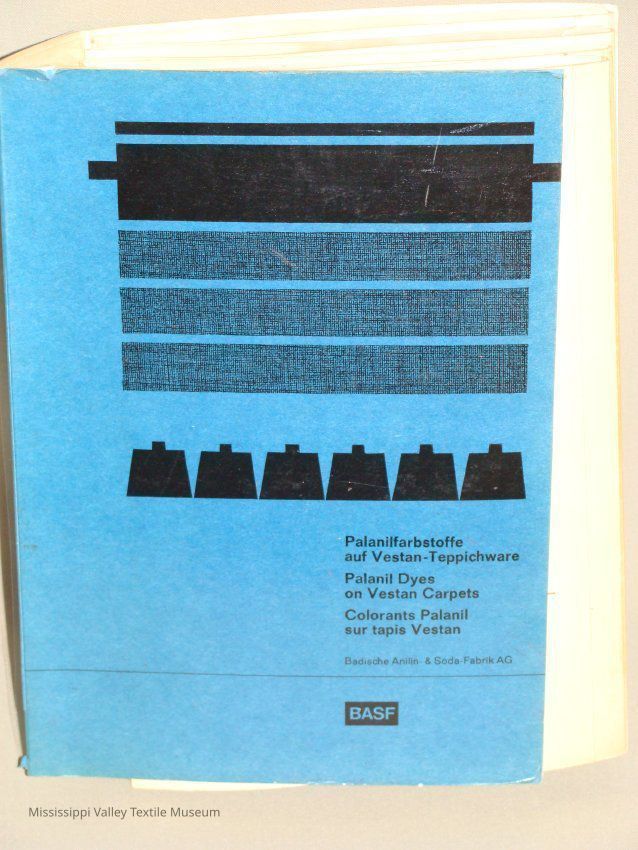 Palanilfarbstoffe
auf Vestan-Teppichware
Palanil Dyes
on Vestan Carpets
Colorants Palanil
sur tapis Vestan
Badische Anilin- & Soda-Fabrik AG
BASF
Mississippi Valley Textile Museum